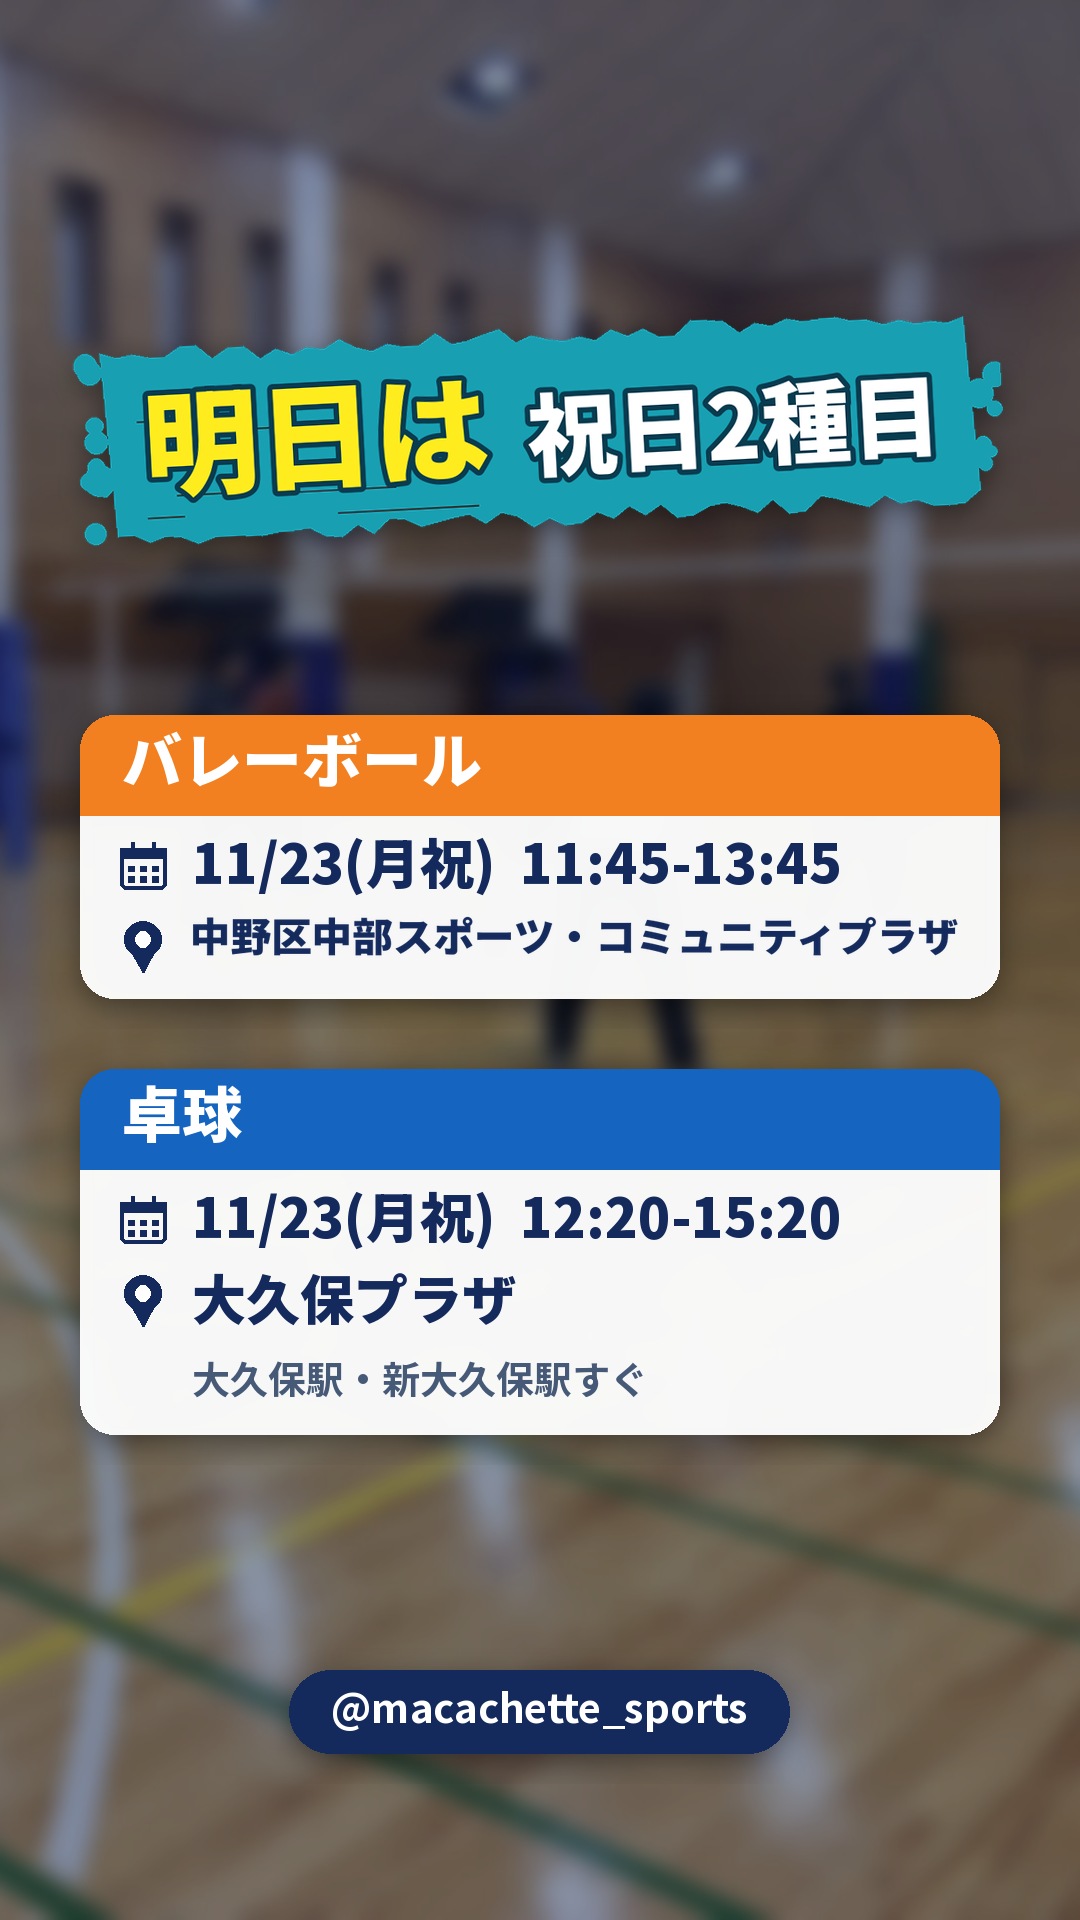 明日は 祝日2種目
バレーボール
11/23(月祝) 11:45-13:45
中野区中部スポーツ・コミュニティプラザ
卓球
11/23(月祝) 12:20-15:20
大久保プラザ
大久保駅・新大久保駅すぐ
@macachette_sports